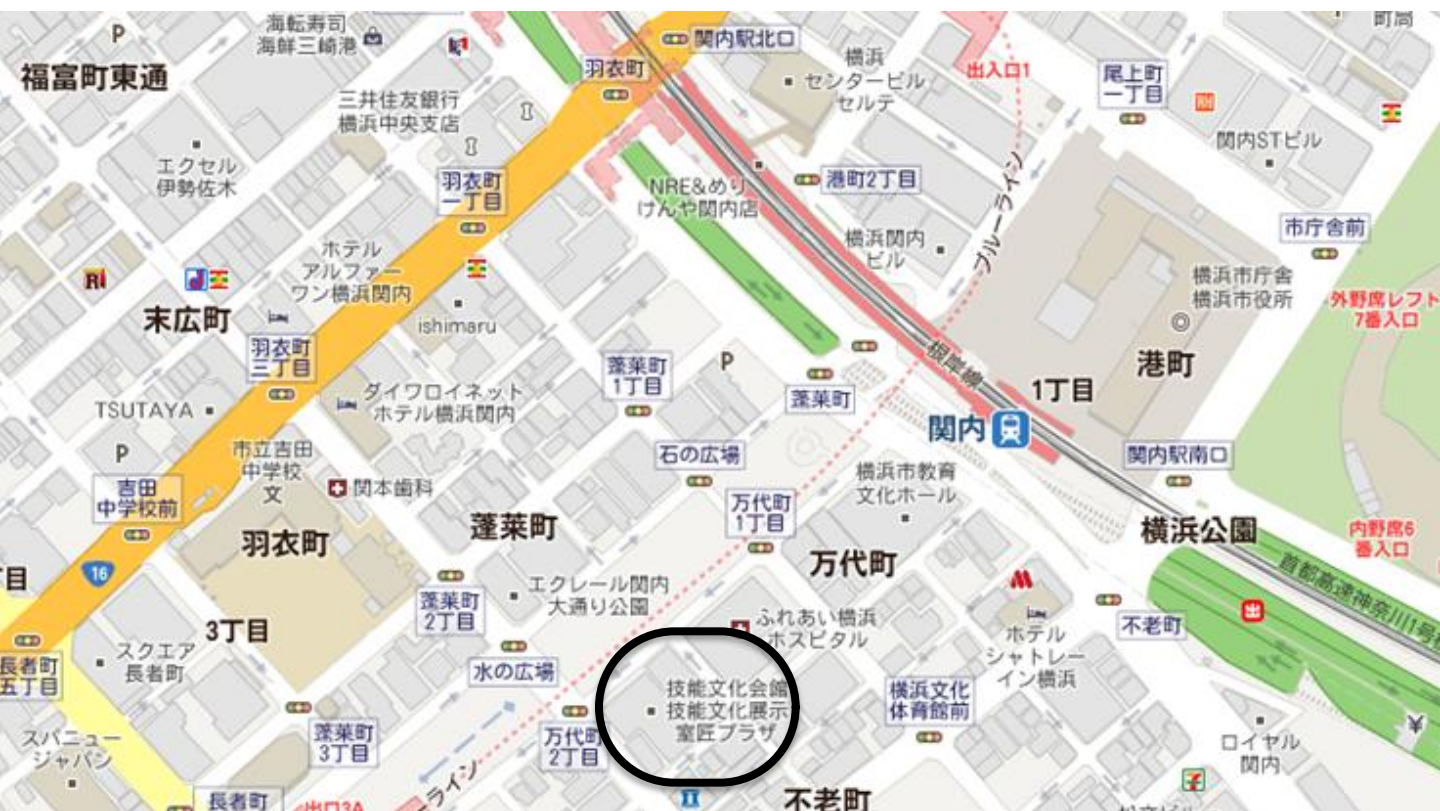 海転寿司
海鮮三崎港
P
福富町東通
関内駅北口
羽衣町
横浜
センタービル
セルテ
出入口1
尾上町
一丁目
三井住友銀行
横浜中央支店
関内STビル
エクセル
伊勢佐木
羽衣町
一丁目
NRE&めり
けんや関内店
港町2丁目
ブルーライン
市庁舎前
横浜関内
ビル
ホテル
アルファー
ワン横浜関内
横浜市庁舎
横浜市役所
外野席レフト
7番入口
末広町
ishimaru
羽衣町
三丁目
蓬莱町
1丁目
P
根岸線
港町
1丁目
ダイワロイネット
ホテル横浜関内
蓬莱町
TSUTAYA
関内
P
市立吉田
中学校
文
石の広場
関内駅南口
横浜市教育
文化ホール
吉田
中学校前
関本歯科
万代町
1丁目
蓬莱町
横浜公園
内野席6
番入口
羽衣町
万代町
16
丁目
エクレール関内
大通り公園
首都高速神奈川1号
蓬莱町
2丁目
出
ふれあい横浜
ホスピタル
3丁目
ホテル
シャトレー
イン横浜
不老町
スクエア
長者町
長者町
五丁目
水の広場
技能文化会館
技能文化展示
室匠プラザ
横浜文化
体育館前
蓬莱町
3丁目
万代町
2丁目
スパニュー
ジャパン
ロイヤル
関内
長者町
出口3A
ーライン
不老町